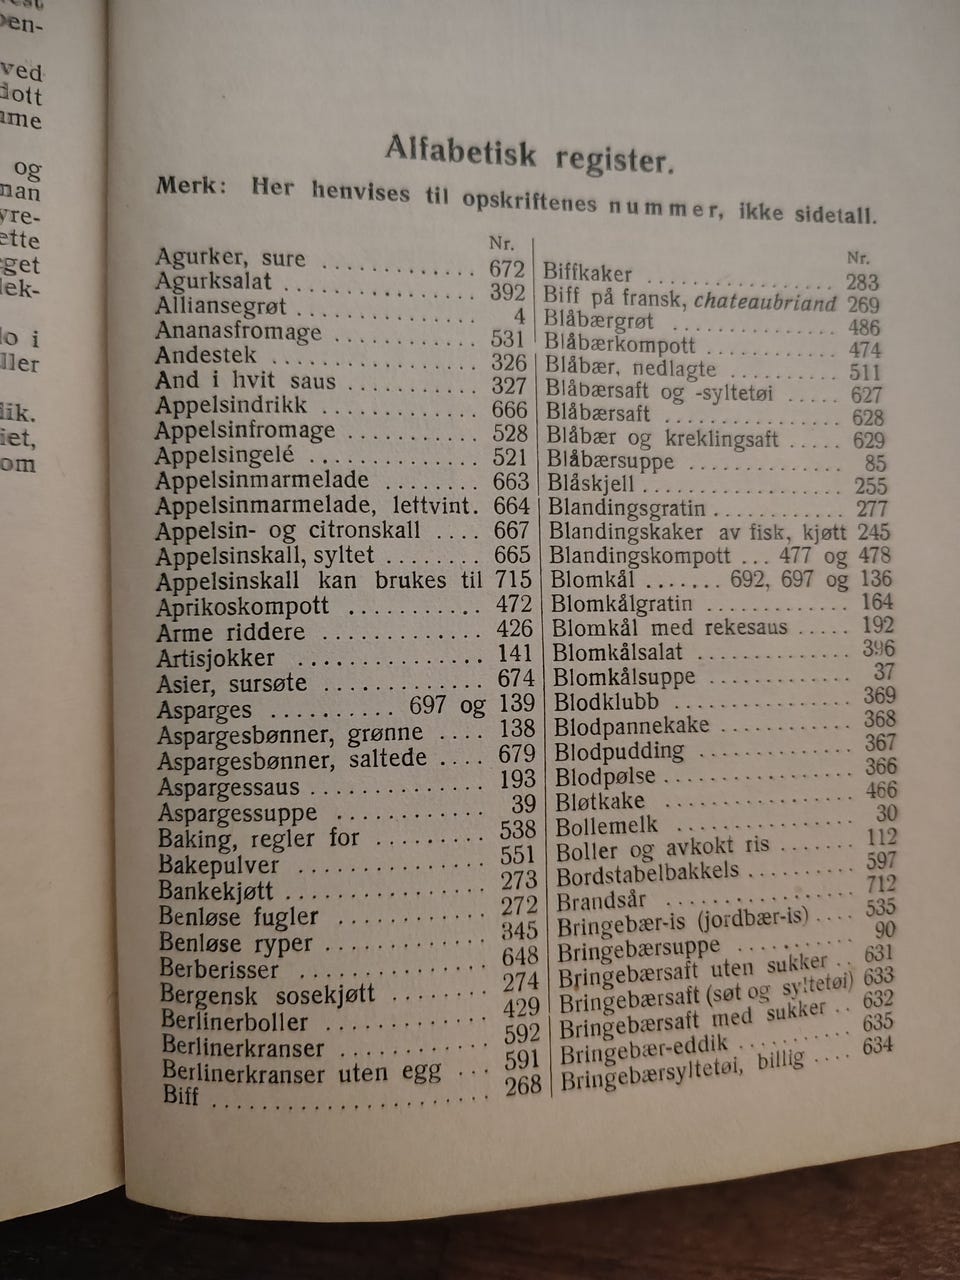 ved
og
i
om
Alfabetisk register.
Merk: Her henvises til opskriftenes nummer, ikke sidetall.
Nr.
Agurker, sure ............. 672
Agurksalat ................ 392
Alliansegrøt ............... 4
Ananasfromage ............ 531
Andestek ................. 326
And i hvit saus ........... 327
Appelsindrikk ............. 666
Appelsinfromage ........... 528
Appelsingelé .............. 521
Appelsinmarmelade ........ 663
Appelsinmarmelade, lettvint. 664
Appelsin- og citronskall .... 667
Appelsinskall, syltet ........ 665
Appelsinskall kan brukes til 715
Aprikoskompott ........... 472
Arme riddere ............. 426
Artisjokker ................ 141
Asier, sursøte ............. 674
Asparges .......... 697 og 139
Aspargesbønner, grønne .... 138
Aspargesbønner, saltede .... 679
Aspargessaus .............. 193
Aspargessuppe ............ 39
Baking, regler for ......... 538
Bakepulver ............... 551
Bankekjøtt ................ 273
Benløse fugler ............ 272
Benløse ryper ............. 345
Berberisser ................ 648
Bergensk sosekjøtt ........ 274
Berlinerboller ............. 429
Berlinerkranser ............ 592
Berlinerkranser uten egg ... 591
Biff ...................... 268
Nr.
Biffkaker ................. 283
Biff på fransk, chateaubriand 269
Blåbærgrøt .............. 486
Blåbærkompott ........... 474
Blåbær, nedlagte .......... 511
Blåbærsaft og -syltetøi ..... 627
Blåbærsaft ............... 628
Blåbær og kreklingsaft ..... 629
Blåbærsuppe ............. 85
Blåskjell .................. 255
Blandingsgratin ............ 277
Blandingskaker av fisk, kjøtt 245
Blandingskompott ... 477 og 478
Blomkål ....... 692, 697 og 136
Blomkålgratin ............. 164
Blomkål med rekesaus ..... 192
Blomkålsalat .............. 396
Blomkålsuppe ............. 37
Blodklubb ................ 369
Blodpannekake ............ 368
Blodpudding .............. 367
Blodpølse ................. 366
Bløtkake ................. 466
Bollemelk ................ 30
Boller og avkokt ris ....... 112
Bordstabelbakkels .......... 597
Brandsår ................. 712
Bringebær-is (jordbær-is) .... 535
Bringebærsuppe .......... 90
Bringebærsaft uten sukker .. 631
Bringebærsaft (søt og syltetøi) 633
Bringebærsaft med sukker .. 632
Bringebær-eddik .......... 635
Bringebærsyltetøi, billig .... 634